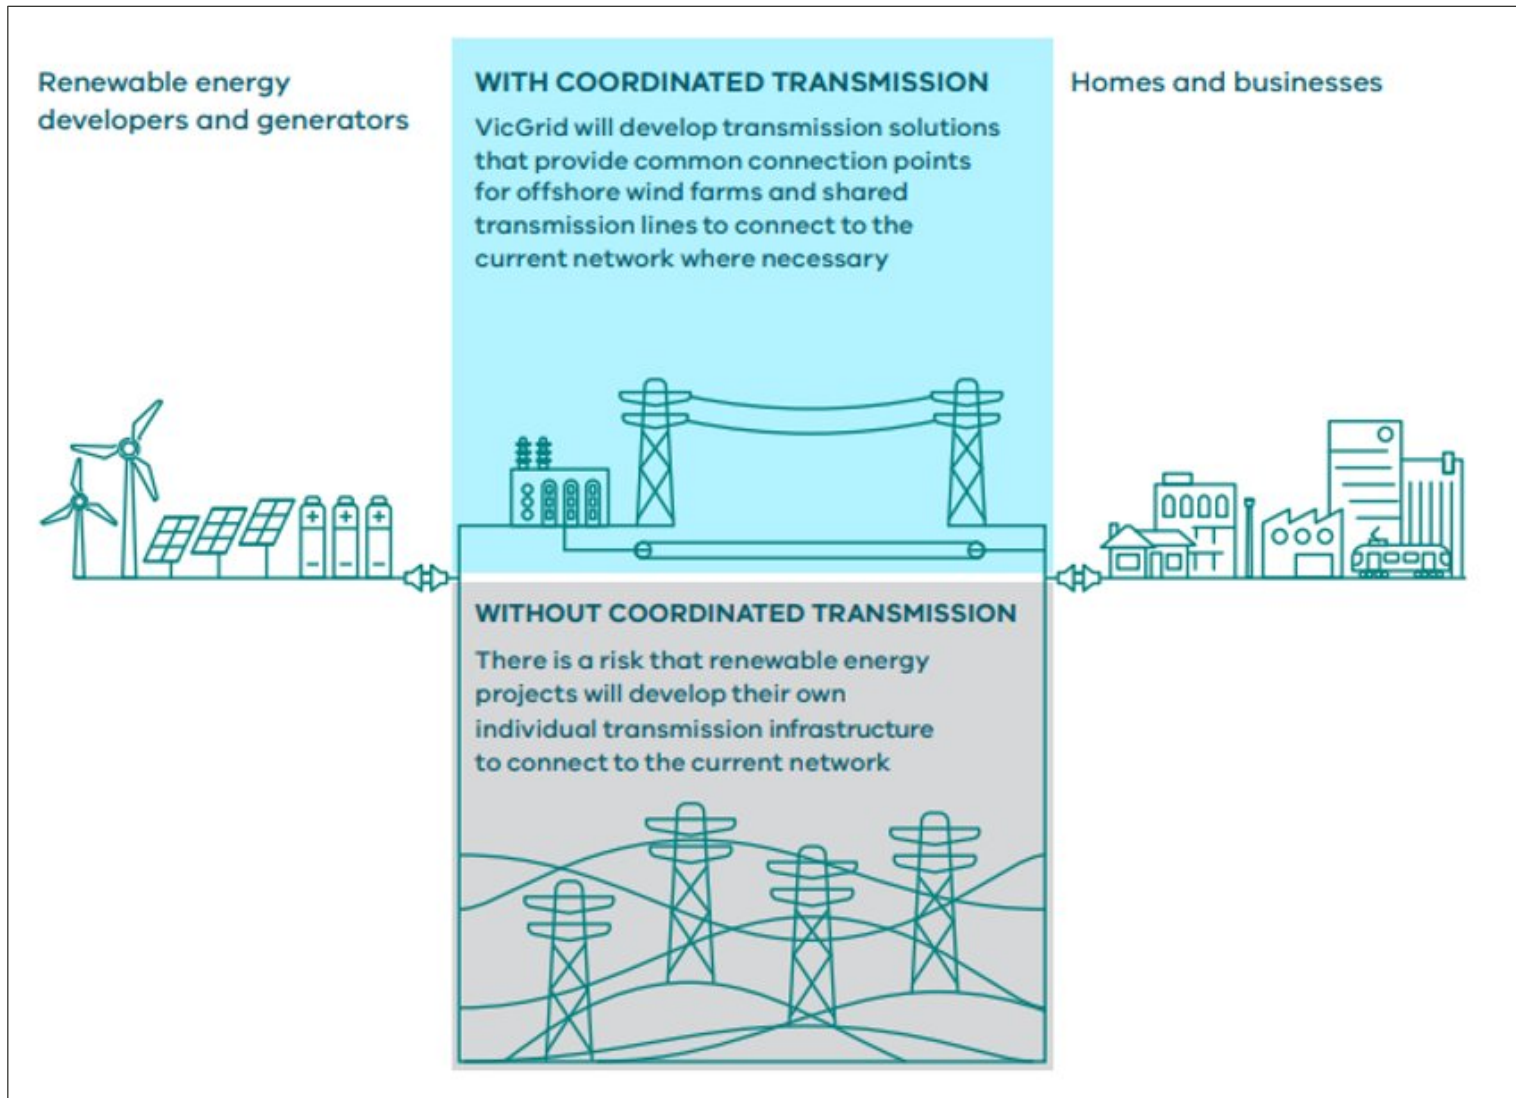 Renewable energy
developers and generators
WITH COORDINATED TRANSMISSION
VicGrid will develop transmission solutions
that provide common connection points
for offshore wind farms and shared
transmission lines to connect to the
current network where necessary
Homes and businesses
WITHOUT COORDINATED TRANSMISSION
There is a risk that renewable energy
projects will develop their own
individual transmission infrastructure
to connect to the current network